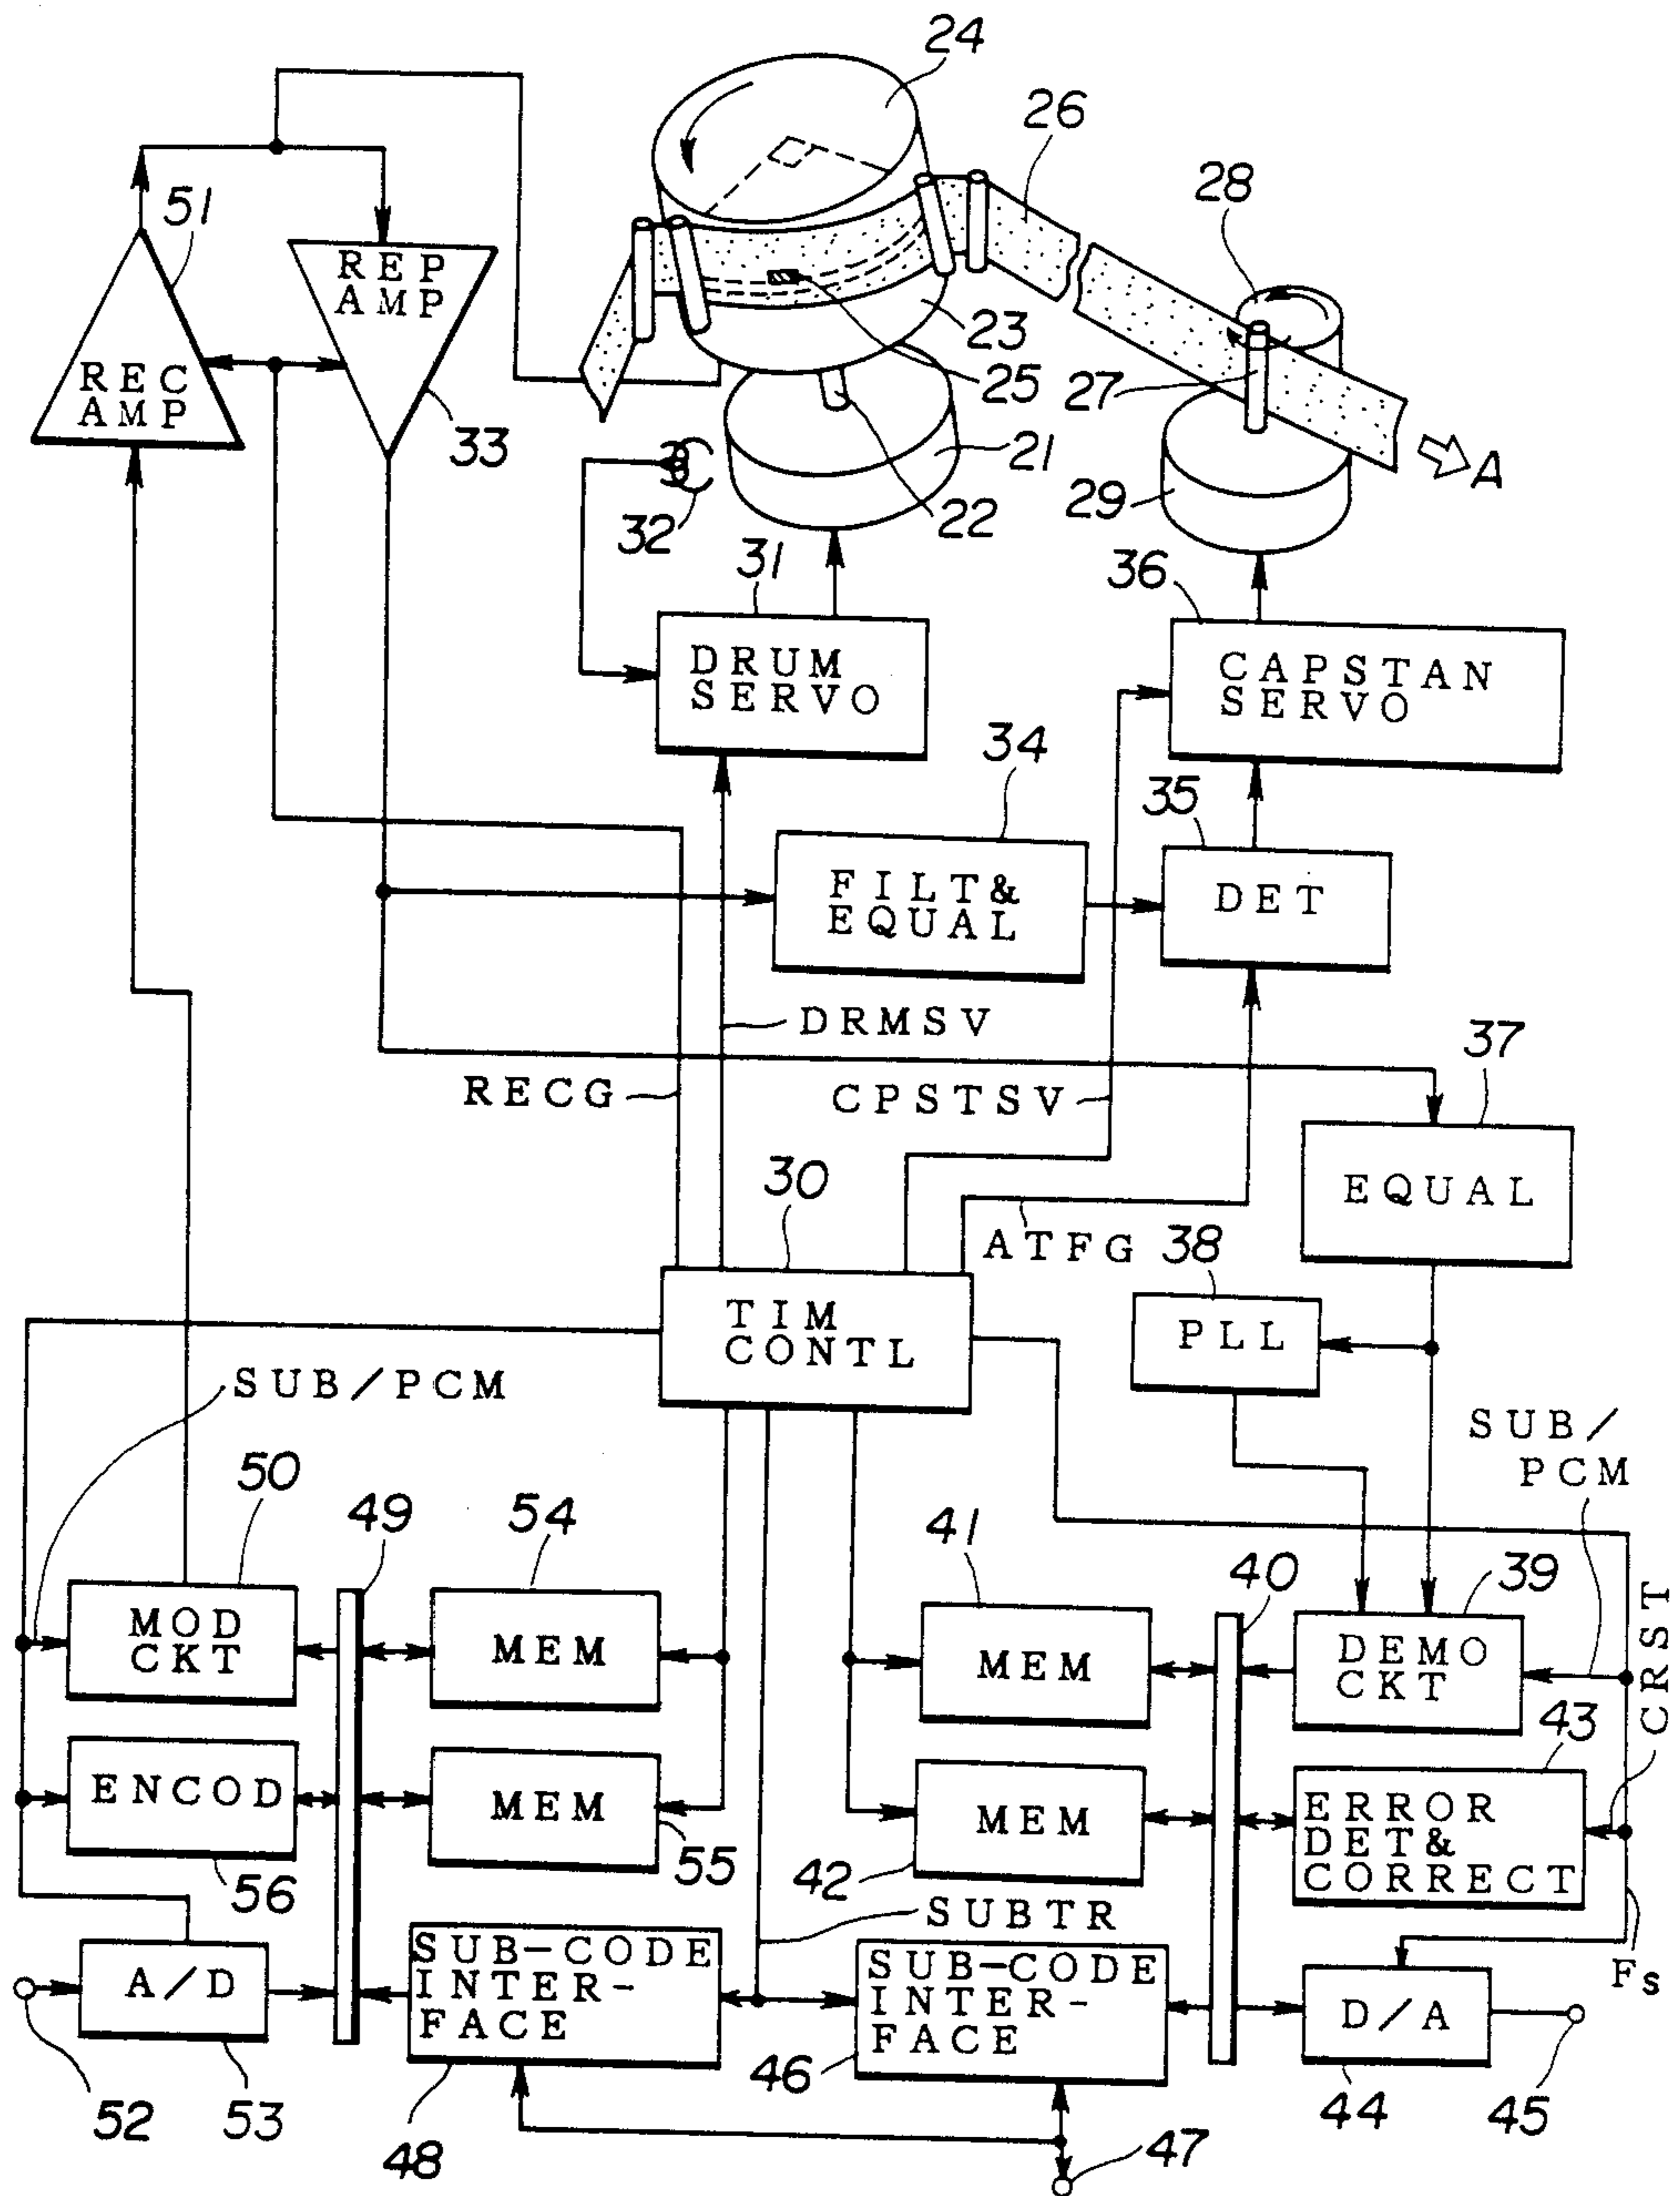 24
26
28
51
REP
AMP
REC
AMP
33
23
25
27
21
22
29
A
32
31
36
DRUM
SERVO
CAPSTAN
SERVO
34
35
FILT&
EQUAL
DET
DRMSV
37
RECG
CPSTSV
EQUAL
30
ATFG
38
TIM
CONTL
PLL
SUB/PCM
SUB/
PCM
50
49
54
41
40
39
CRST
MOD
CKT
MEM
MEM
DEMO
CKT
43
ENCOD
MEM
MEM
ERROR
DET&
CORRECT
56
55
42
SUBTR
Fs
A/D
SUB-CODE
INTER-
FACE
SUB-CODE
INTER-
FACE
D/A
52
53
48
46
47
44
45